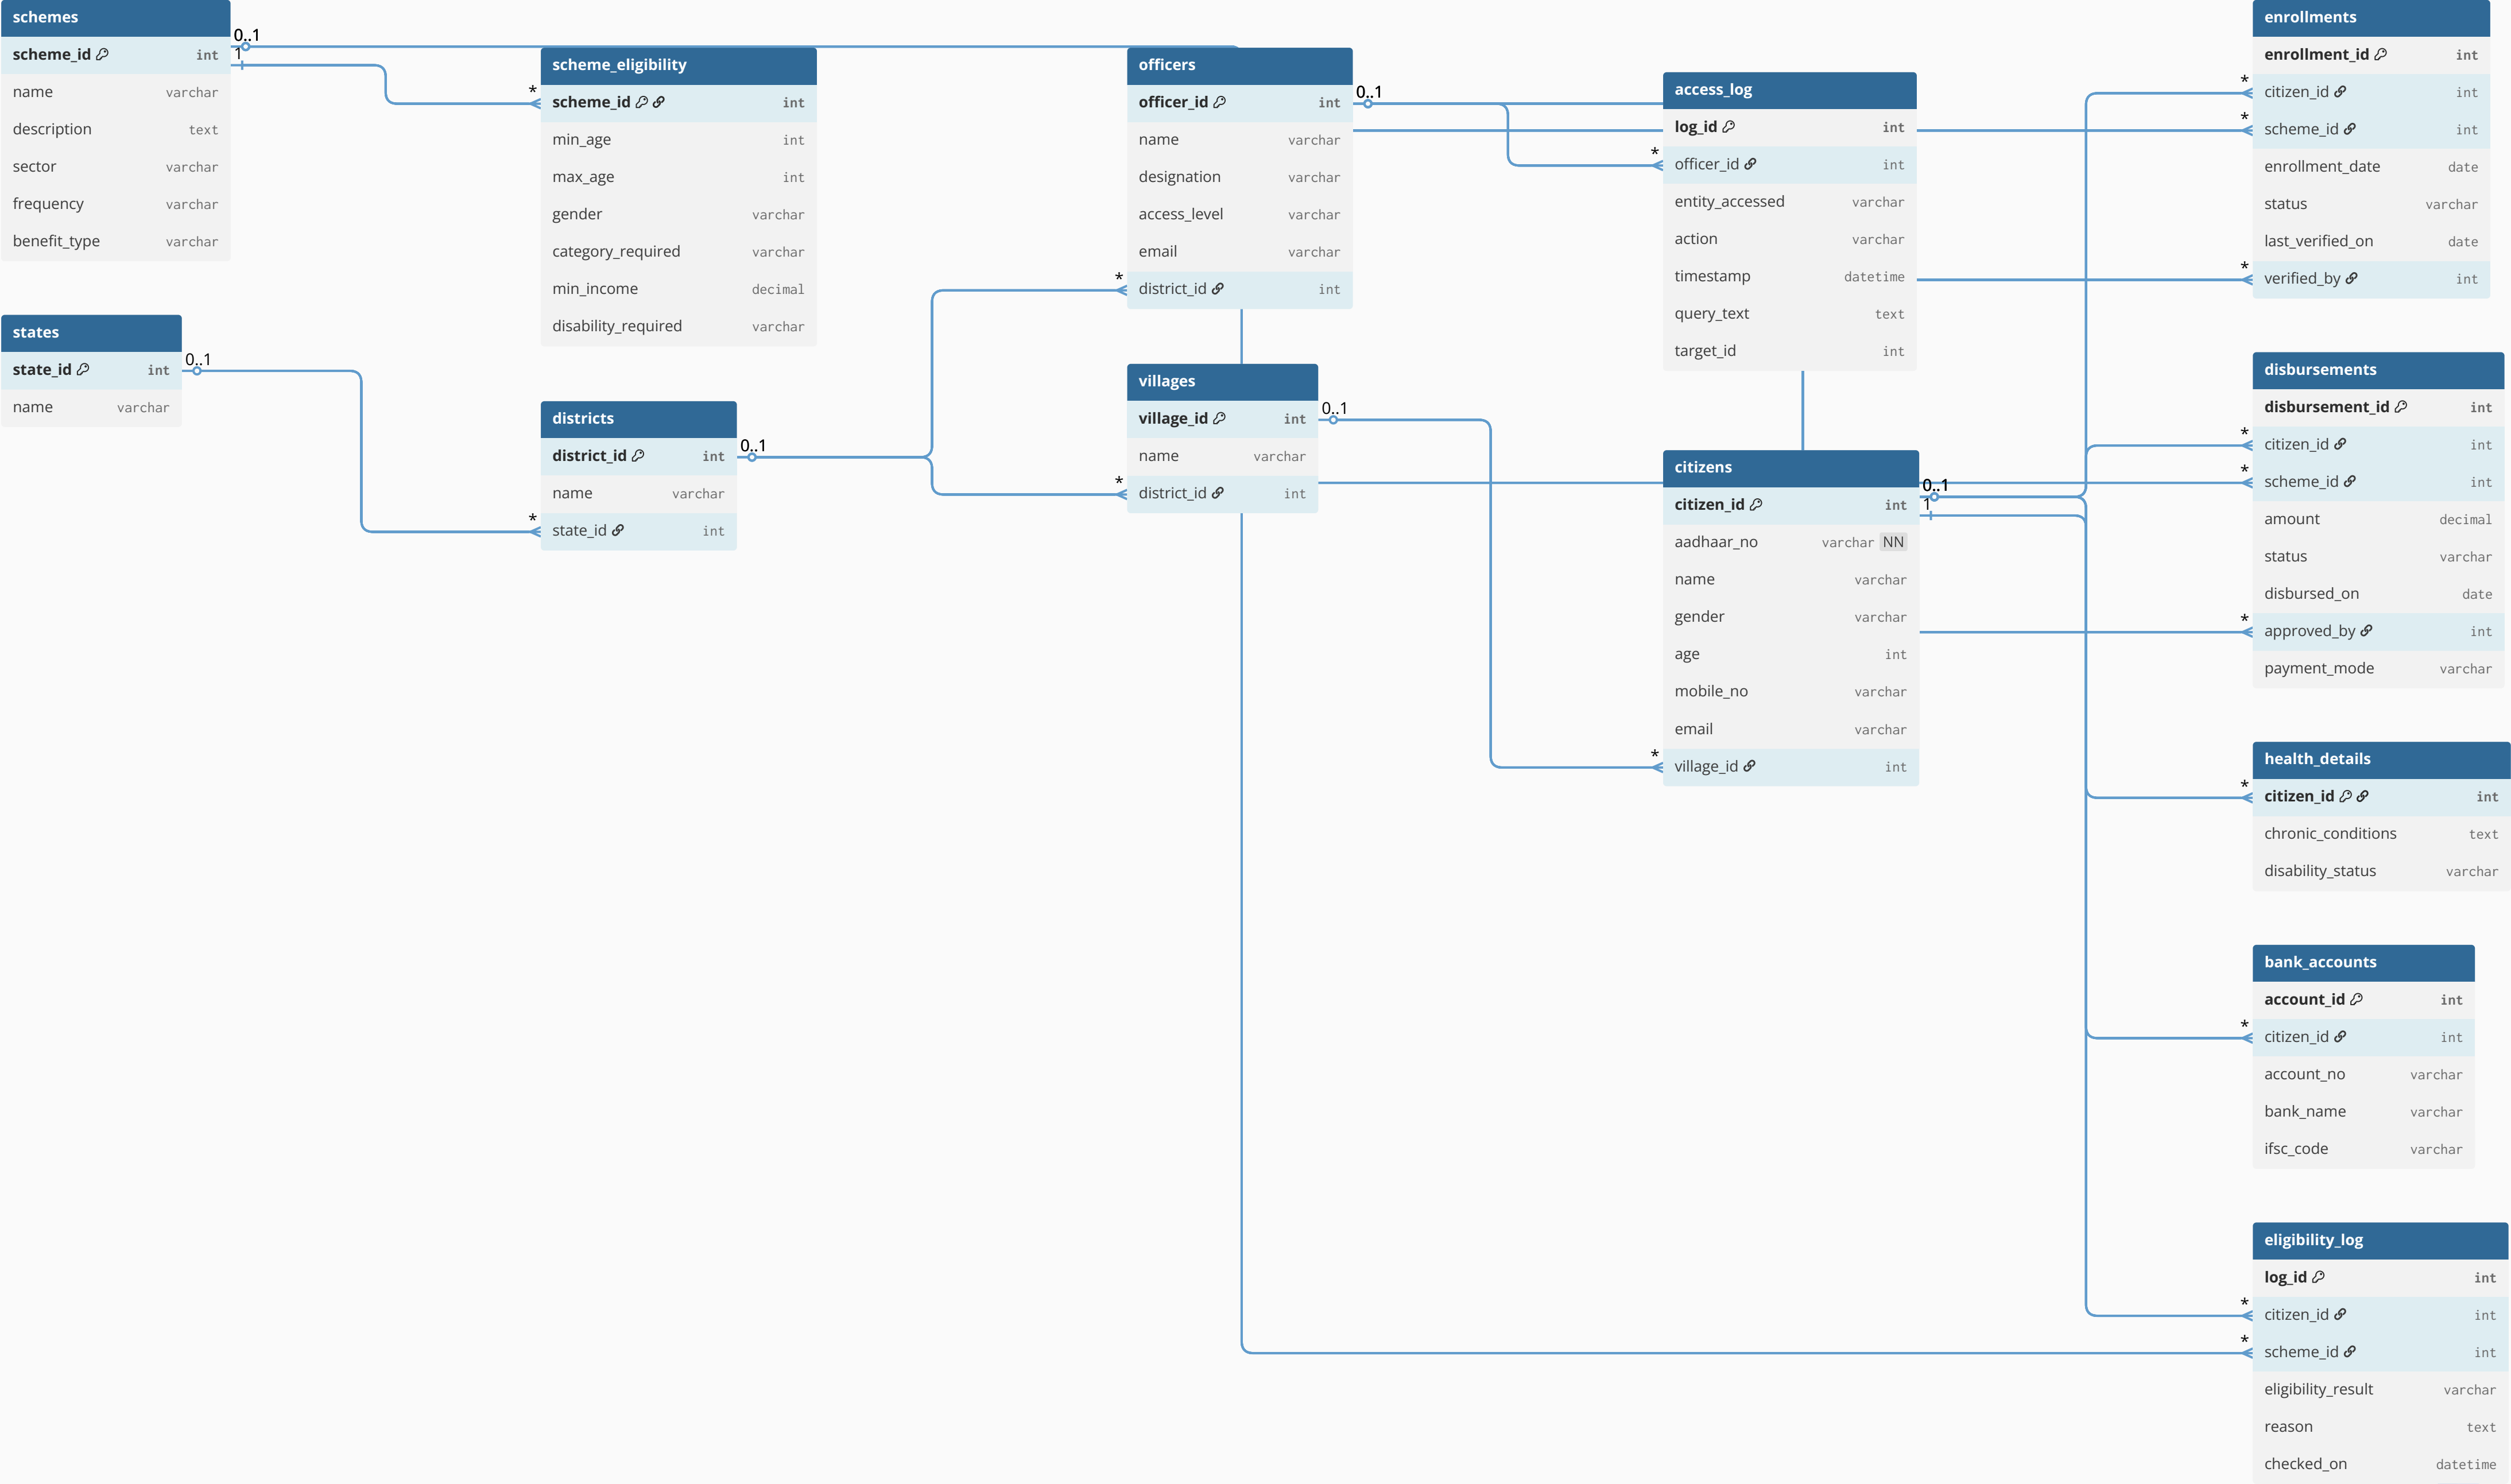 schemes
0..1
scheme_id int
1
name varchar
description text
sector varchar
frequency varchar
benefit_type varchar
states
state_id int
0..1
name varchar
scheme_eligibility
*
scheme_id int
min_age int
max_age int
gender varchar
category_required varchar
min_income decimal
disability_required varchar
districts
district_id int
0..1
name varchar
*
state_id int
officers
officer_id int
0..1
name varchar
designation varchar
access_level varchar
email varchar
*
district_id int
villages
village_id int
0..1
name varchar
*
district_id int
access_log
log_id int
*
officer_id int
entity_accessed varchar
action varchar
timestamp datetime
query_text text
target_id int
citizens
0..1
citizen_id int
1
aadhaar_no varchar NN
name varchar
gender varchar
age int
mobile_no varchar
email varchar
*
village_id int
enrollments
enrollment_id int
*
citizen_id int
*
scheme_id int
enrollment_date date
status varchar
last_verified_on date
*
verified_by int
disbursements
disbursement_id int
*
citizen_id int
*
scheme_id int
amount decimal
status varchar
disbursed_on date
*
approved_by int
payment_mode varchar
health_details
*
citizen_id int
chronic_conditions text
disability_status varchar
bank_accounts
account_id int
*
citizen_id int
account_no varchar
bank_name varchar
ifsc_code varchar
eligibility_log
log_id int
*
citizen_id int
*
scheme_id int
eligibility_result varchar
reason text
checked_on datetime